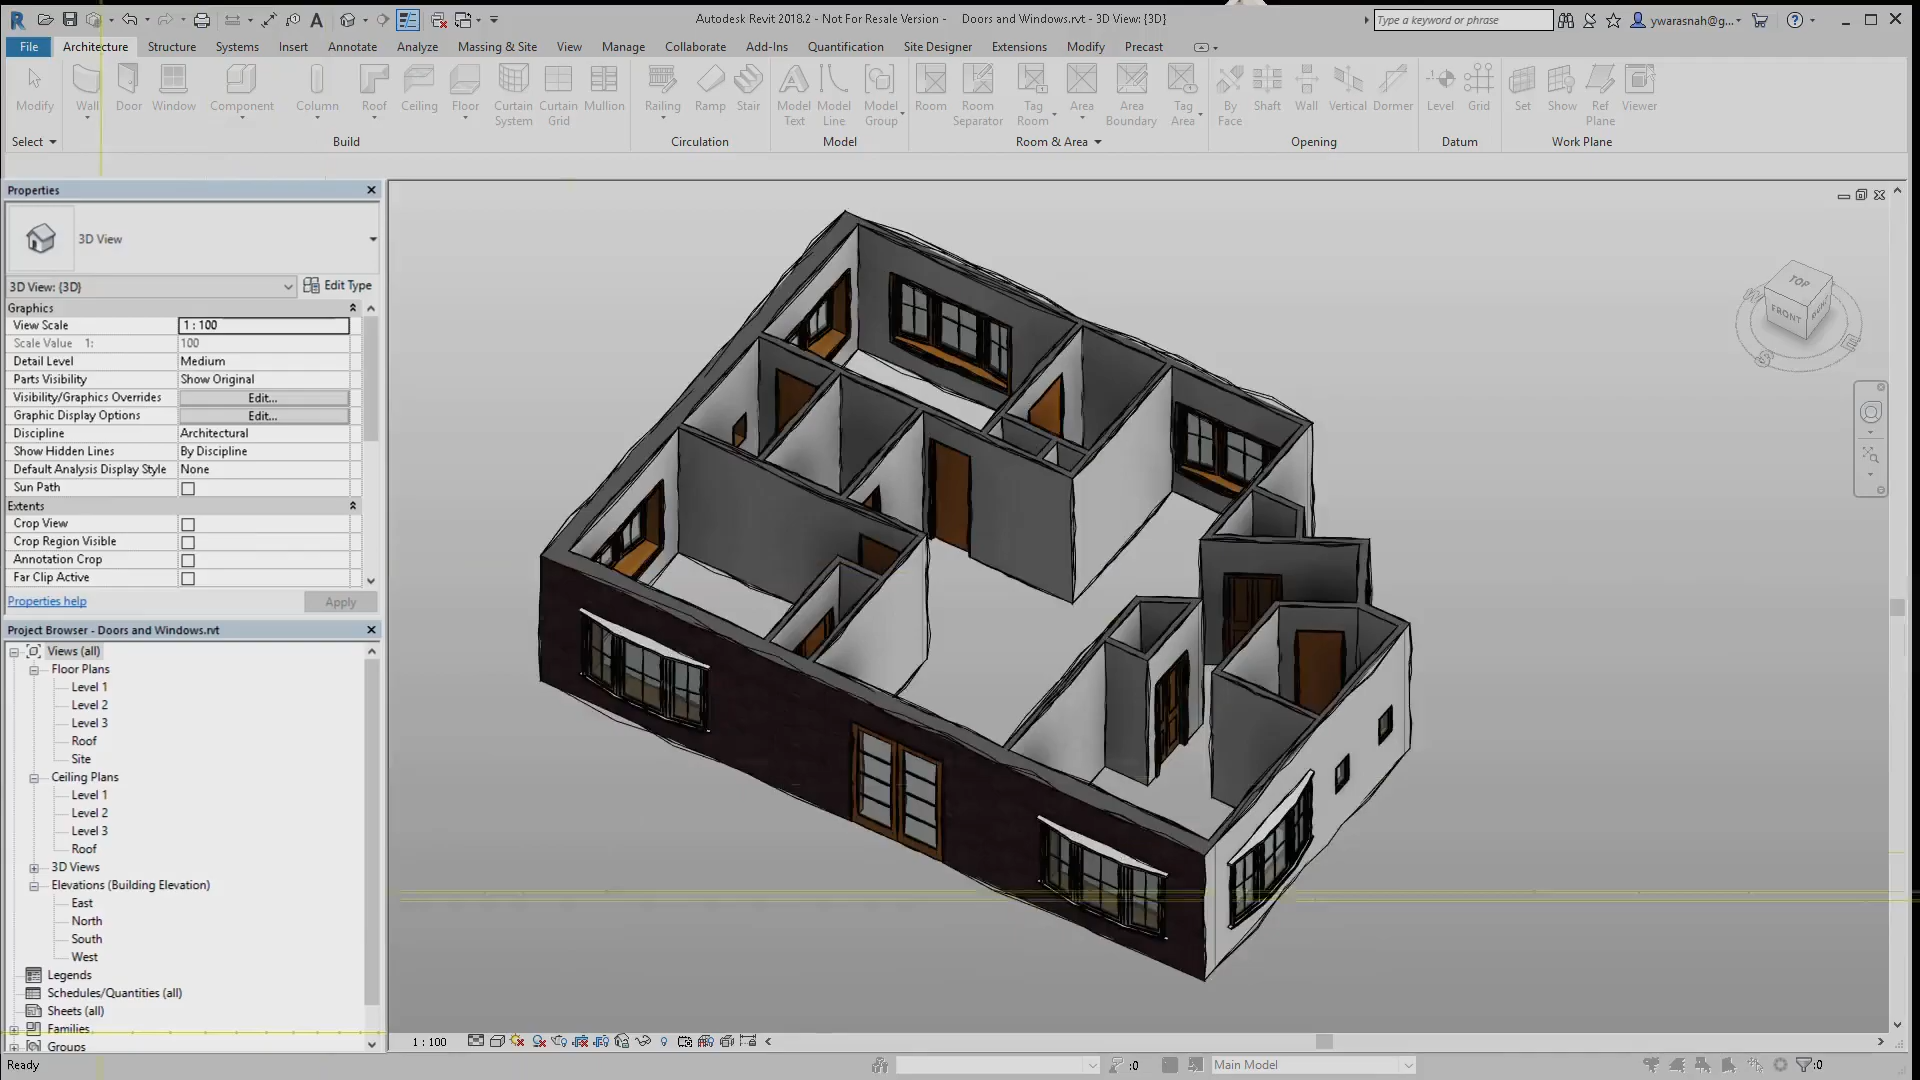 Autodesk Revit 2018.2 - Not For Resale Version - Doors and Windows.rvt - 3D View: {3D}
Type a keyword or phrase
ywarasnah@g...
File Architecture Structure Systems Insert Annotate Analyze Massing & Site View Manage Collaborate Add-Ins Quantification Site Designer Extensions Modify Precast
Modify
Wall
Door
Window
Component
Column
Roof
Ceiling
Floor
Curtain System
Curtain Grid
Mullion
Railing
Ramp
Stair
Model Text
Model Line
Model Group
Room
Room Separator
Tag Room
Area
Area Boundary
Tag Area
By Face
Shaft
Wall
Vertical
Dormer
Level
Grid
Set
Show
Ref Plane
Viewer
Select
Build
Circulation
Model
Room & Area
Opening
Datum
Work Plane
Properties
3D View
3D View: {3D}
Edit Type
Graphics
View Scale 1 : 100
Scale Value 1: 100
Detail Level Medium
Parts Visibility Show Original
Visibility/Graphics Overrides Edit...
Graphic Display Options Edit...
Discipline Architectural
Show Hidden Lines By Discipline
Default Analysis Display Style None
Sun Path
Extents
Crop View
Crop Region Visible
Annotation Crop
Far Clip Active
Properties help
Apply
Project Browser - Doors and Windows.rvt
Views (all)
Floor Plans
Level 1
Level 2
Level 3
Roof
Site
Ceiling Plans
Level 1
Level 2
Level 3
Roof
3D Views
Elevations (Building Elevation)
East
North
South
West
Legends
Schedules/Quantities (all)
Sheets (all)
Families
Groups
TOP
FRONT
RIGHT
W
S
E
1 : 100
Ready
:0
Main Model
:0